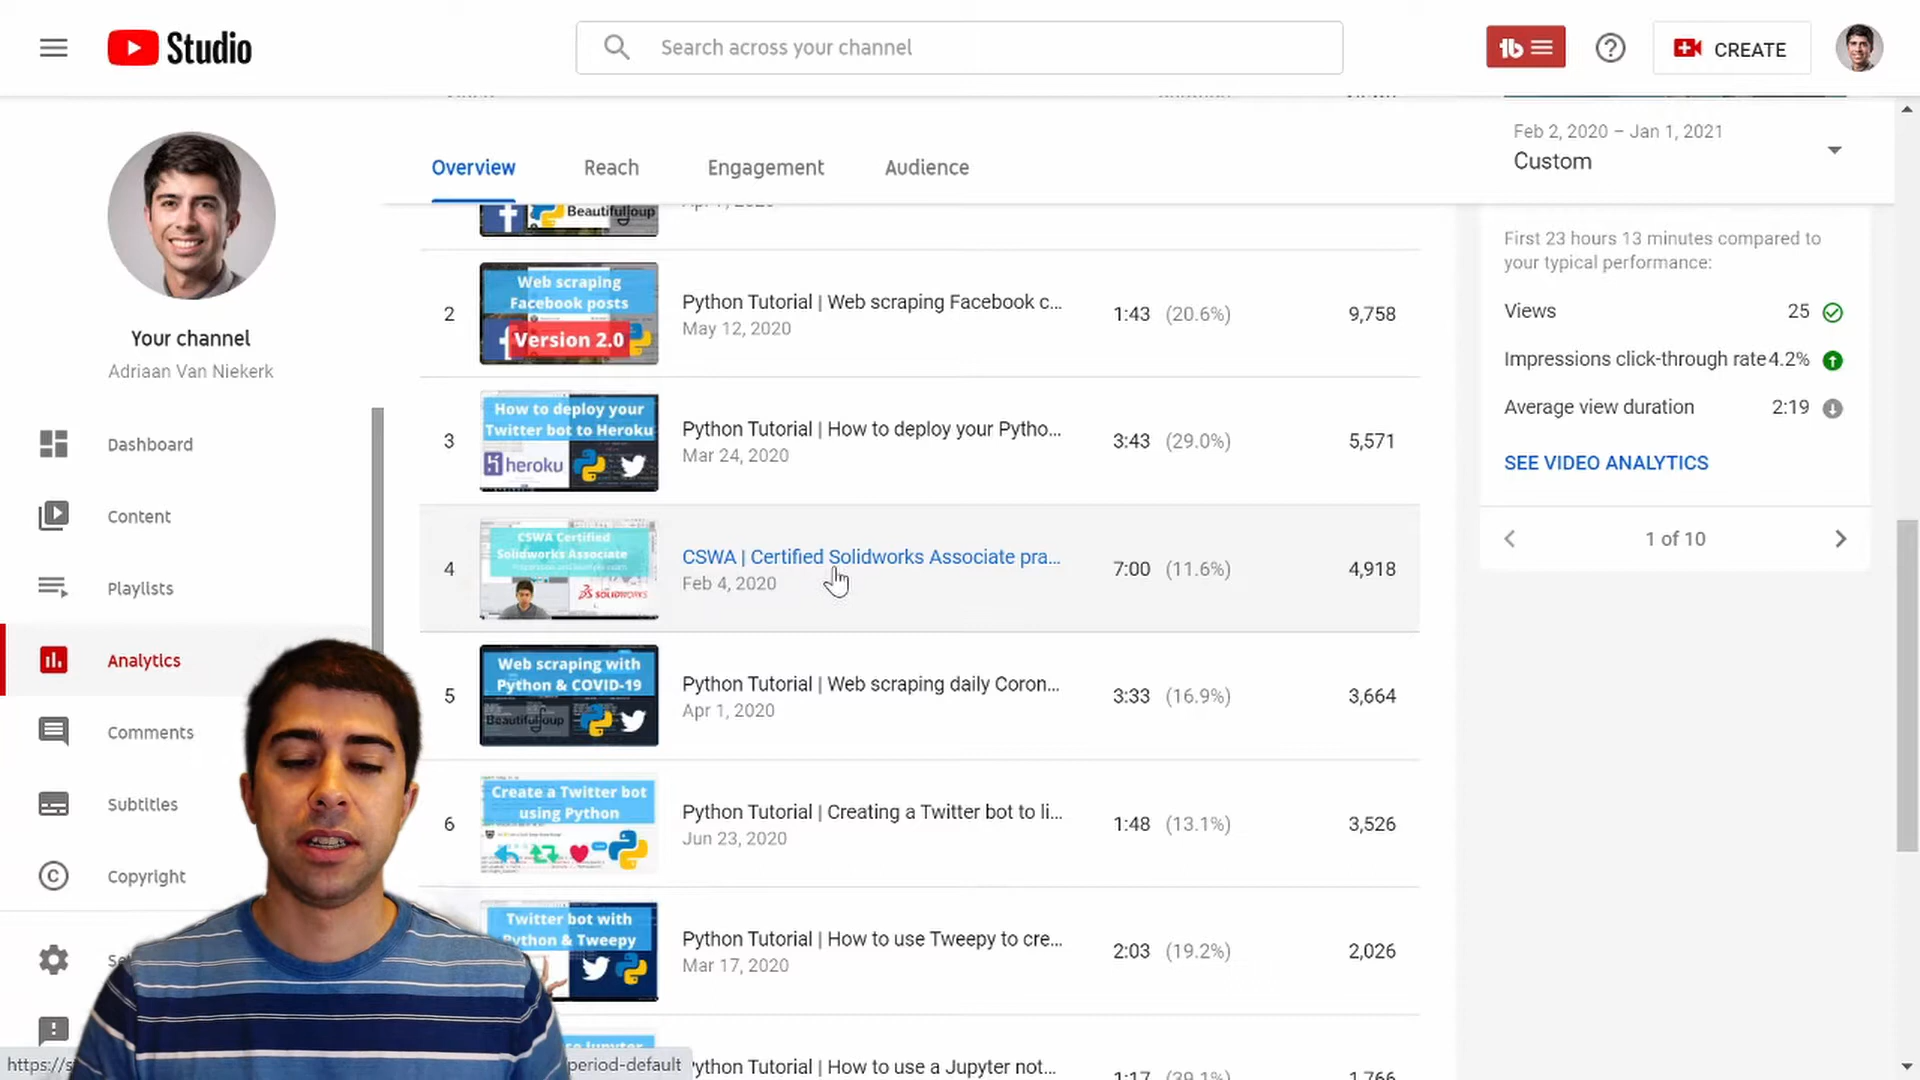 Studio
Search across your channel
CREATE
Feb 2, 2020 – Jan 1, 2021
Custom
Overview
Reach
Engagement
Audience
Your channel
Adriaan Van Niekerk
Dashboard
Content
Playlists
Analytics
Comments
Subtitles
Copyright
2
Web scraping
Facebook posts
Version 2.0
Python Tutorial | Web scraping Facebook c...
May 12, 2020
1:43 (20.6%)
9,758
3
How to deploy your
Twitter bot to Heroku
heroku
Python Tutorial | How to deploy your Pytho...
Mar 24, 2020
3:43 (29.0%)
5,571
4
CSWA Certified
Solidworks Associate
SOLIDWORKS
CSWA | Certified Solidworks Associate pra...
Feb 4, 2020
7:00 (11.6%)
4,918
5
Web scraping with
Python & COVID-19
Python Tutorial | Web scraping daily Coron...
Apr 1, 2020
3:33 (16.9%)
3,664
6
Create a Twitter bot
using Python
Python Tutorial | Creating a Twitter bot to li...
Jun 23, 2020
1:48 (13.1%)
3,526
Twitter bot with
Python & Tweepy
Python Tutorial | How to use Tweepy to cre...
Mar 17, 2020
2:03 (19.2%)
2,026
Python Tutorial | How to use a Jupyter not...
1:17 (39.1%)
1,766
First 23 hours 13 minutes compared to
your typical performance:
Views 25
Impressions click-through rate 4.2%
Average view duration 2:19
SEE VIDEO ANALYTICS
1 of 10
https://s
period-default